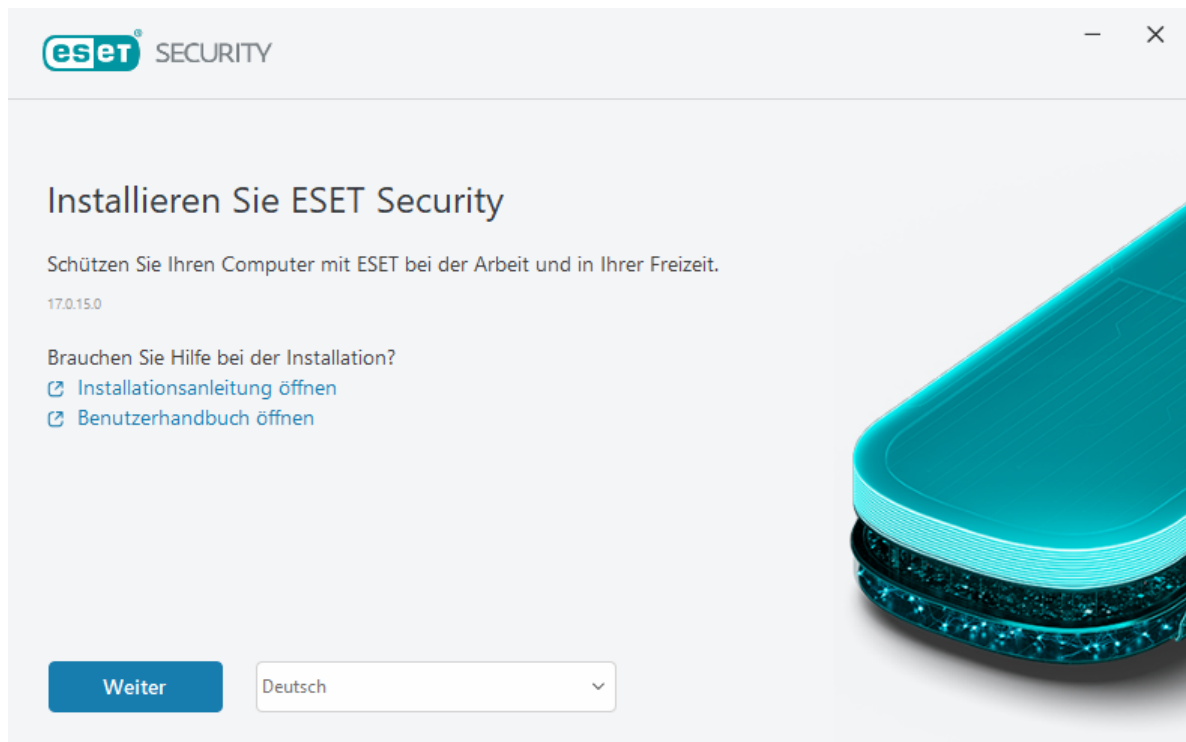 eset® SECURITY
Installieren Sie ESET Security
Schützen Sie Ihren Computer mit ESET bei der Arbeit und in Ihrer Freizeit.
17.0.15.0
Brauchen Sie Hilfe bei der Installation?
Installationsanleitung öffnen
Benutzerhandbuch öffnen
Weiter
Deutsch